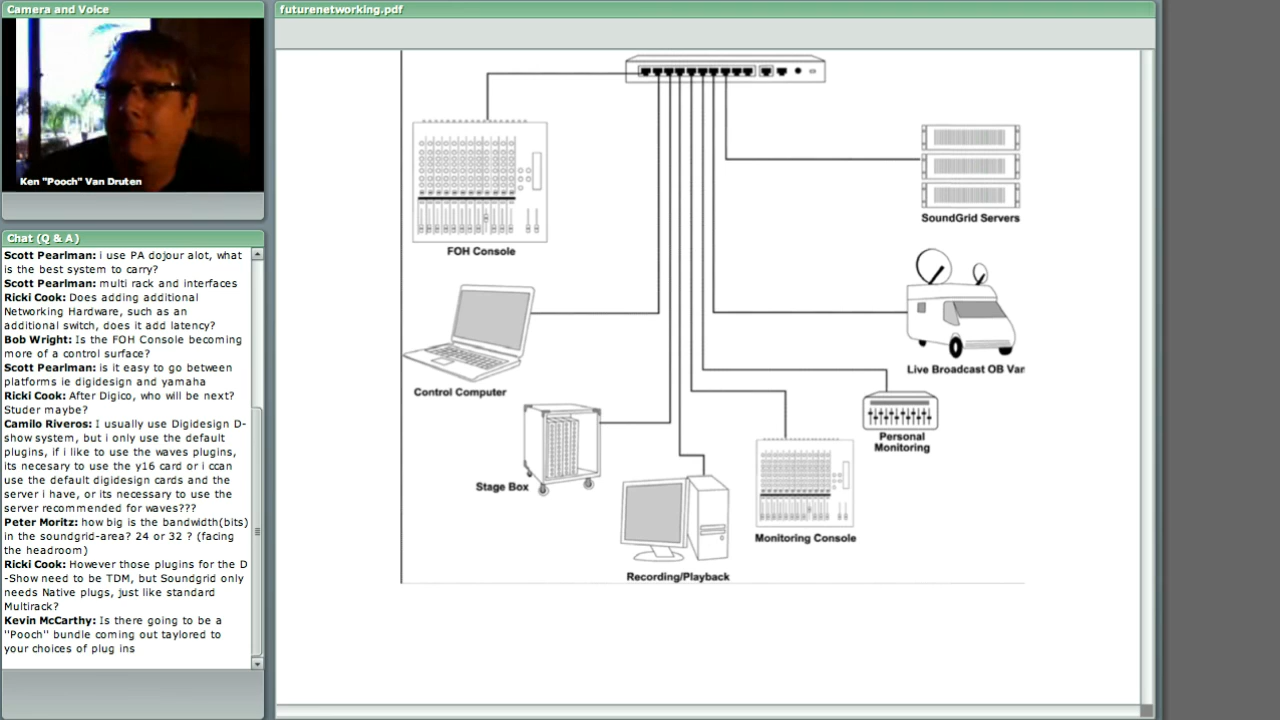 Camera and Voice
Ken "Pooch" Van Druten
Chat (Q & A)
Scott Pearlman: i use PA dojour alot, what
is the best system to carry?
Scott Pearlman: multi rack and interfaces
Ricki Cook: Does adding additional
Networking Hardware, such as an
additional switch, does it add latency?
Bob Wright: Is the FOH Console becoming
more of a control surface?
Scott Pearlman: is it easy to go between
platforms ie digidesign and yamaha
Ricki Cook: After Digico, who will be next?
Studer maybe?
Camilo Riveros: I usually use Digidesign D-
show system, but i only use the default
plugins, if i like to use the waves plugins,
its necesary to use the y16 card or i ccan
use the default digidesign cards and the
server i have, or its necessary to use the
server recommended for waves???
Peter Moritz: how big is the bandwidth(bits)
in the soundgrid-area? 24 or 32 ? (facing
the headroom)
Ricki Cook: However those plugins for the D
-Show need to be TDM, but Soundgrid only
needs Native plugs, just like standard
Multirack?
Kevin McCarthy: Is there going to be a
"Pooch" bundle coming out taylored to
your choices of plug ins
futurenetworking.pdf
FOH Console
SoundGrid Servers
Control Computer
Live Broadcast OB Van
Personal
Monitoring
Stage Box
Monitoring Console
Recording/Playback